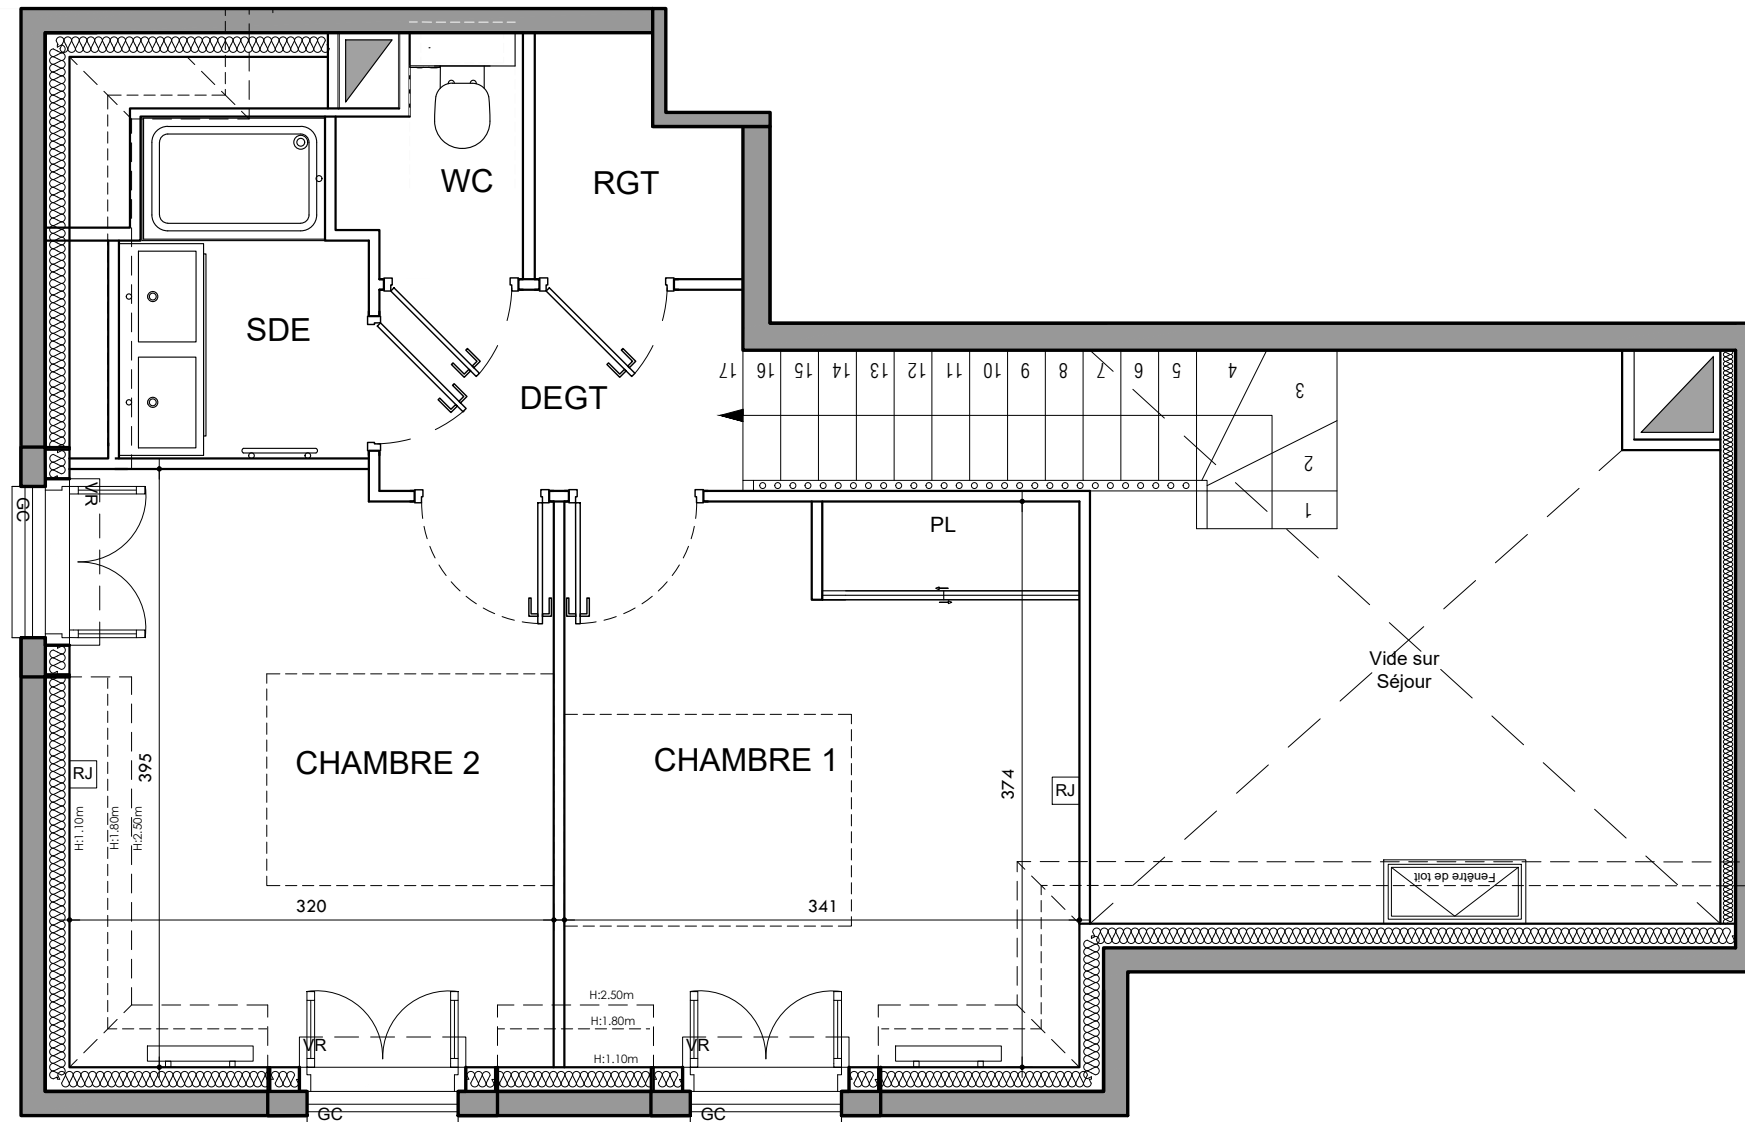 WC
RGT
SDE
DEGT
17
16
15
14
13
12
11
10
9
8
7
6
5
4
3
2
1
VR
GC
PL
Vide sur
Séjour
CHAMBRE 2
CHAMBRE 1
RJ
395
374
RJ
H:1.10m
H:1.80m
H:2.50m
Fenêtre de toit
320
341
H:2.50m
H:1.80m
H:1.10m
VR
VR
GC
GC